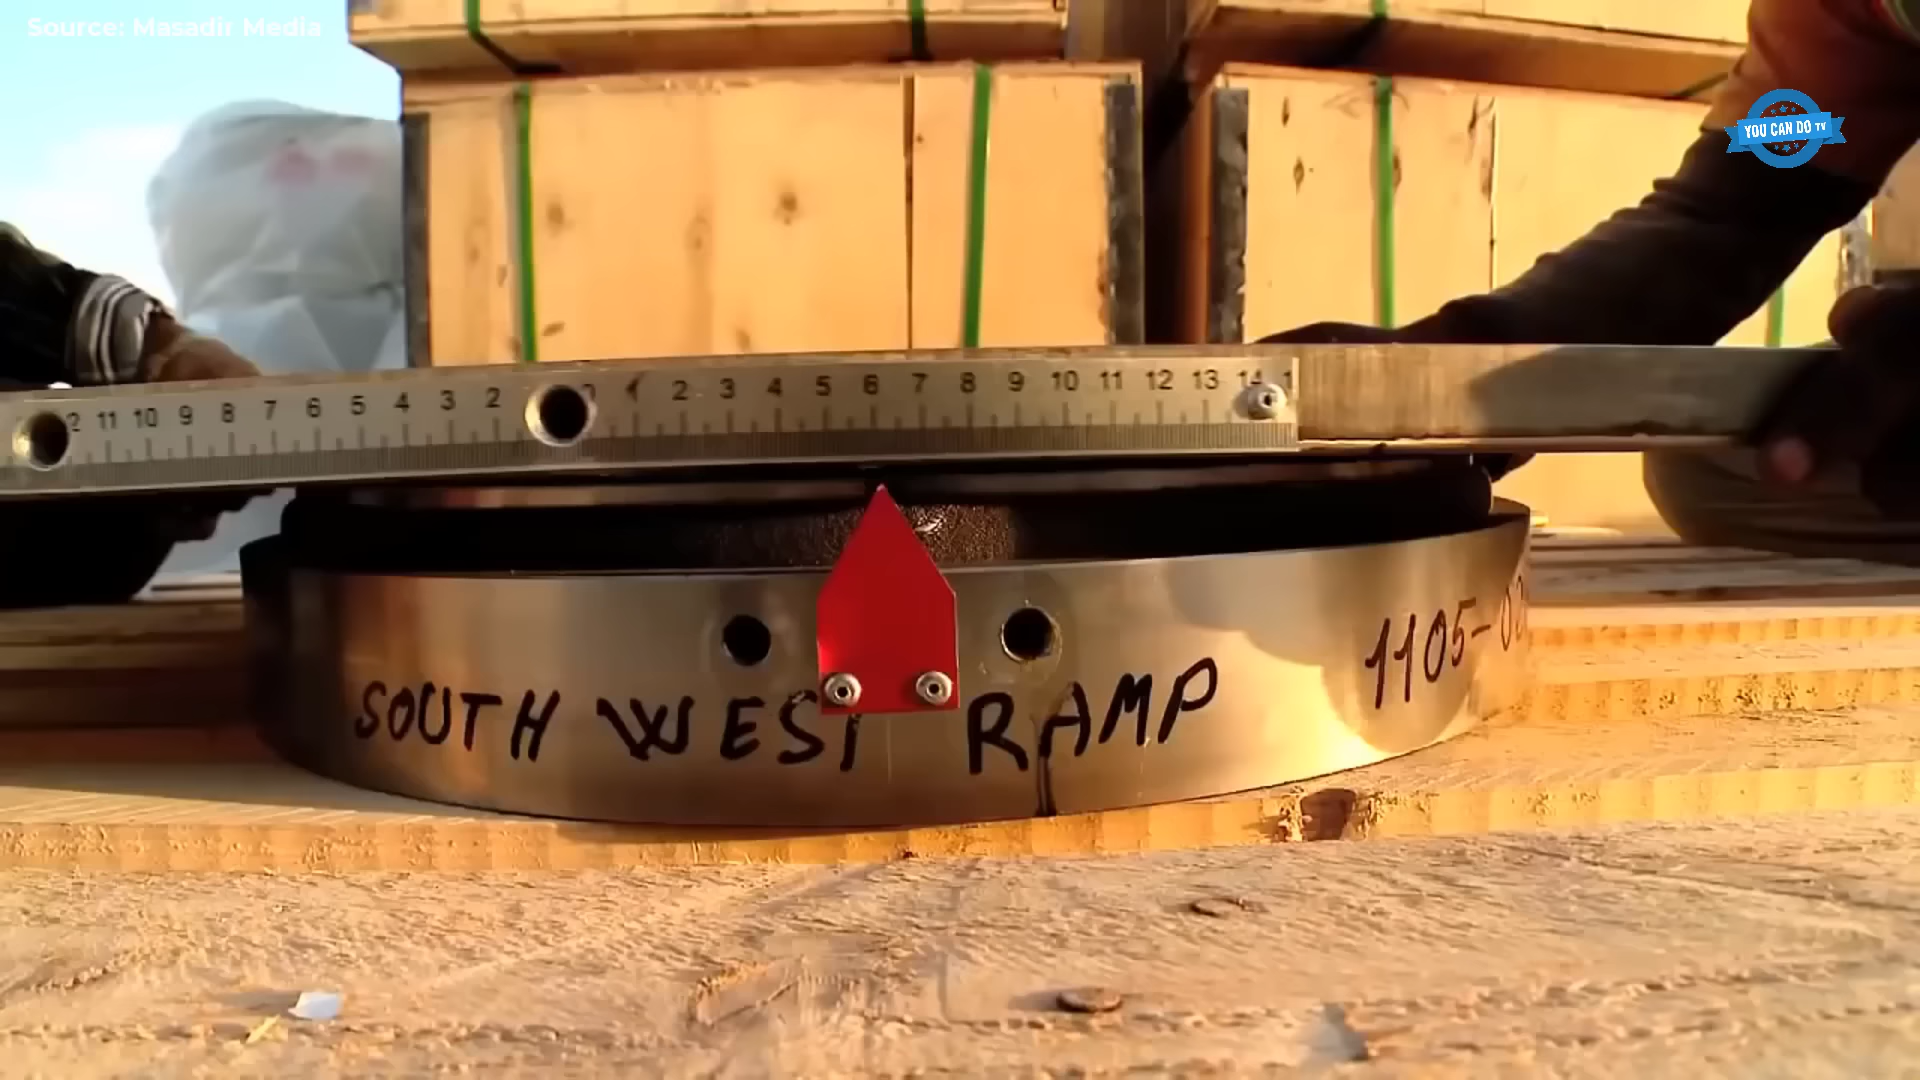 Source: Masadir Media
YOU CAN DO TV
11 10 9 8 7 6 5 4 3 2 1 2 3 4 5 6 7 8 9 10 11 12 13 14
SOUTH WEST RAMP
1105-02